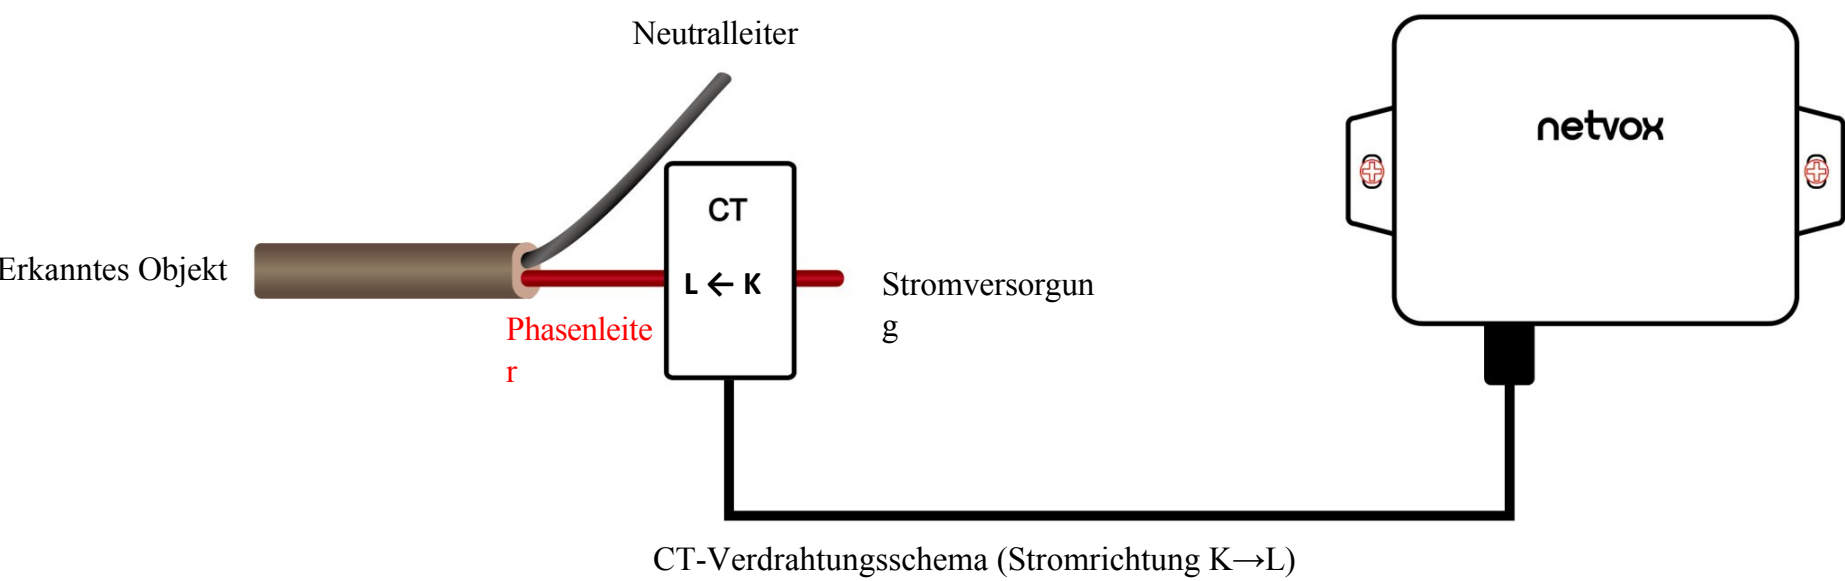 Neutralleiter
netvox
CT
Erkanntes Objekt
L ← K
Stromversorgun
g
Phasenleite
r
CT-Verdrahtungsschema (Stromrichtung K→L)